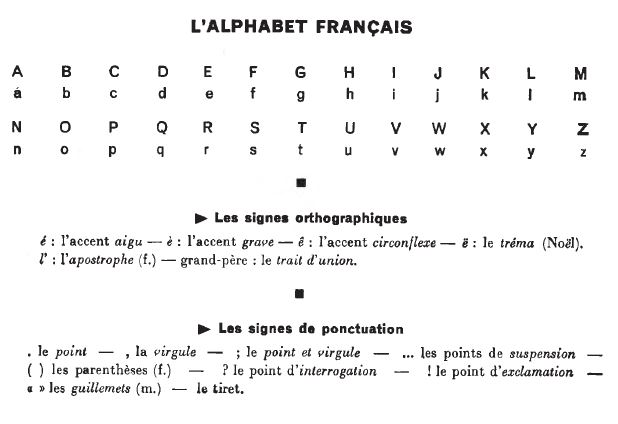 L'ALPHABET FRANÇAIS
A B C D E F G H I J K L M
á b c d e f g h i j k l m
N O P Q R S T U V W X Y Z
n o p q r s t u v w x y z
► Les signes orthographiques
é : l'accent aigu — è : l'accent grave — ê : l'accent circonflexe — ë : le tréma (Noël).
l' : l'apostrophe (f.) — grand-père : le trait d'union.
► Les signes de ponctuation
. le point — , la virgule — ; le point et virgule — ... les points de suspension —
( ) les parenthèses (f.) — ? le point d'interrogation — ! le point d'exclamation —
« » les guillemets (m.) — le tiret.